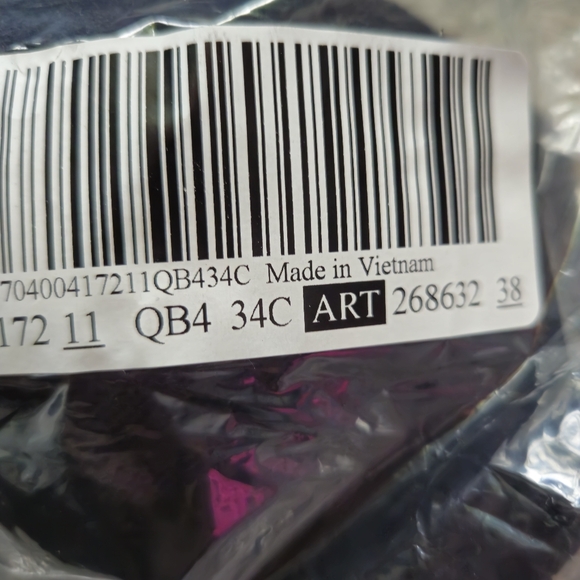 70400417211QB434C Made in Vietnam
172 11 QB4 34C ART 268632 38